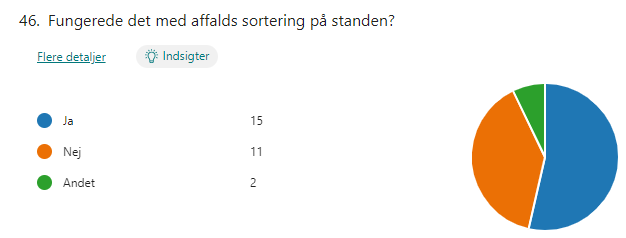 46. Fungerede det med affalds sortering på standen?
Flere detaljer Indsigter
Ja 15
Nej 11
Andet 2